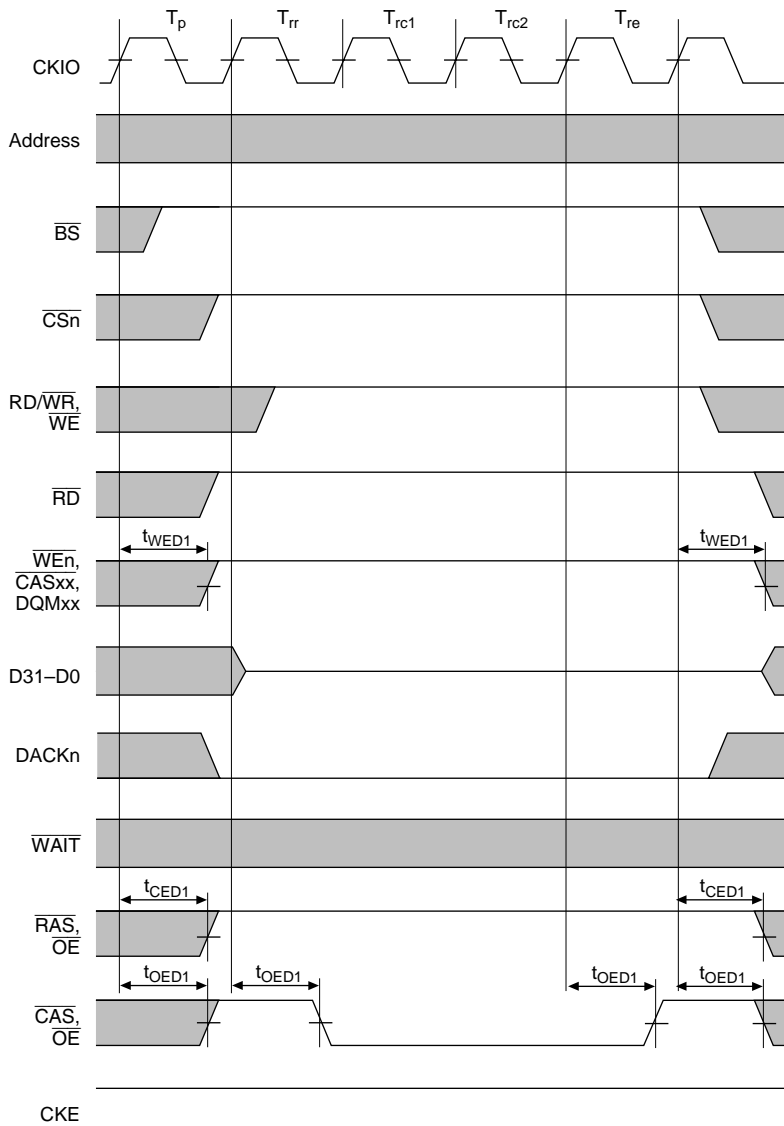 Tp Trr Trc1 Trc2 Tre
CKIO
Address
BS
CSn
RD/WR,
WE
RD
tWED1 tWED1
WEn,
CASxx,
DQMxx
D31–D0
DACKn
WAIT
tCED1 tCED1
RAS,
OE
tOED1 tOED1 tOED1 tOED1
CAS,
OE
CKE